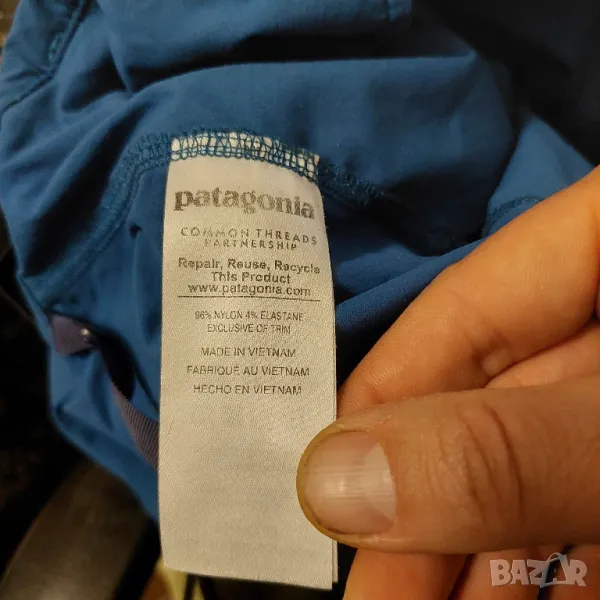 patagonia
COMMON THREADS
PARTNERSHIP
Repair, Reuse, Recycle
This Product
www.patagonia.com
96% NYLON 4% ELASTANE
EXCLUSIVE OF TRIM
MADE IN VIETNAM
FABRIQUÉ AU VIETNAM
HECHO EN VIETNAM
BAZAR